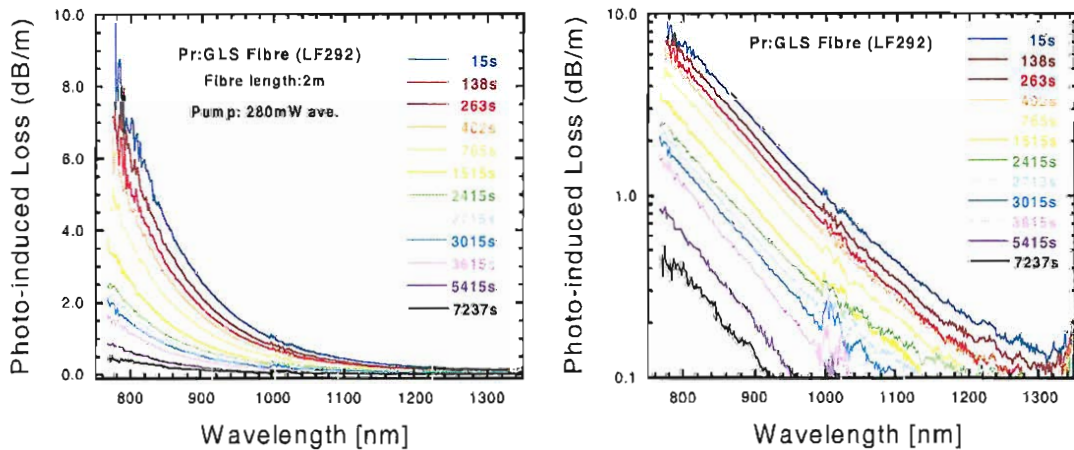 10.0
8.0
6.0
4.0
2.0
0.0
Photo-induced Loss (dB/m)
Pr:GLS Fibre (LF292)
Fibre length:2m
Pump: 280mW ave.
15s
138s
263s
402s
765s
1515s
2415s
2715s
3015s
3615s
5415s
7237s
800
900
1000
1100
1200
1300
Wavelength [nm]
10.0
1.0
0.1
Photo-induced Loss (dB/m)
Pr:GLS Fibre (LF292)
15s
138s
263s
402s
765s
1515s
2415s
2715s
3015s
3615s
5415s
7237s
800
900
1000
1100
1200
1300
Wavelength [nm]